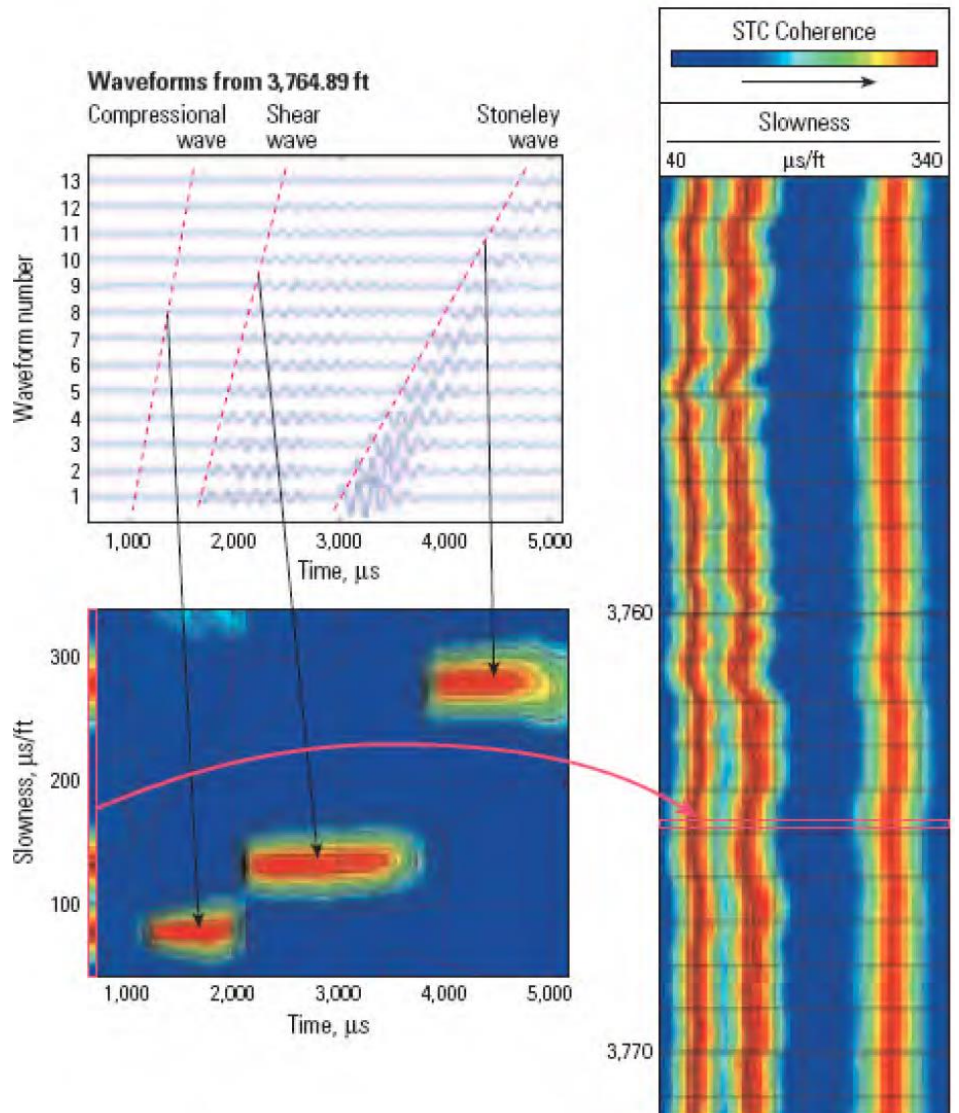 Waveforms from 3,764.89 ft
Compressional wave
Shear wave
Stoneley wave
Waveform number
13
12
11
10
9
8
7
6
5
4
3
2
1
1,000 2,000 3,000 4,000 5,000
Time, µs
Slowness, µs/ft
300
200
100
1,000 2,000 3,000 4,000 5,000
Time, µs
STC Coherence
Slowness
40 µs/ft 340
3,760
3,770